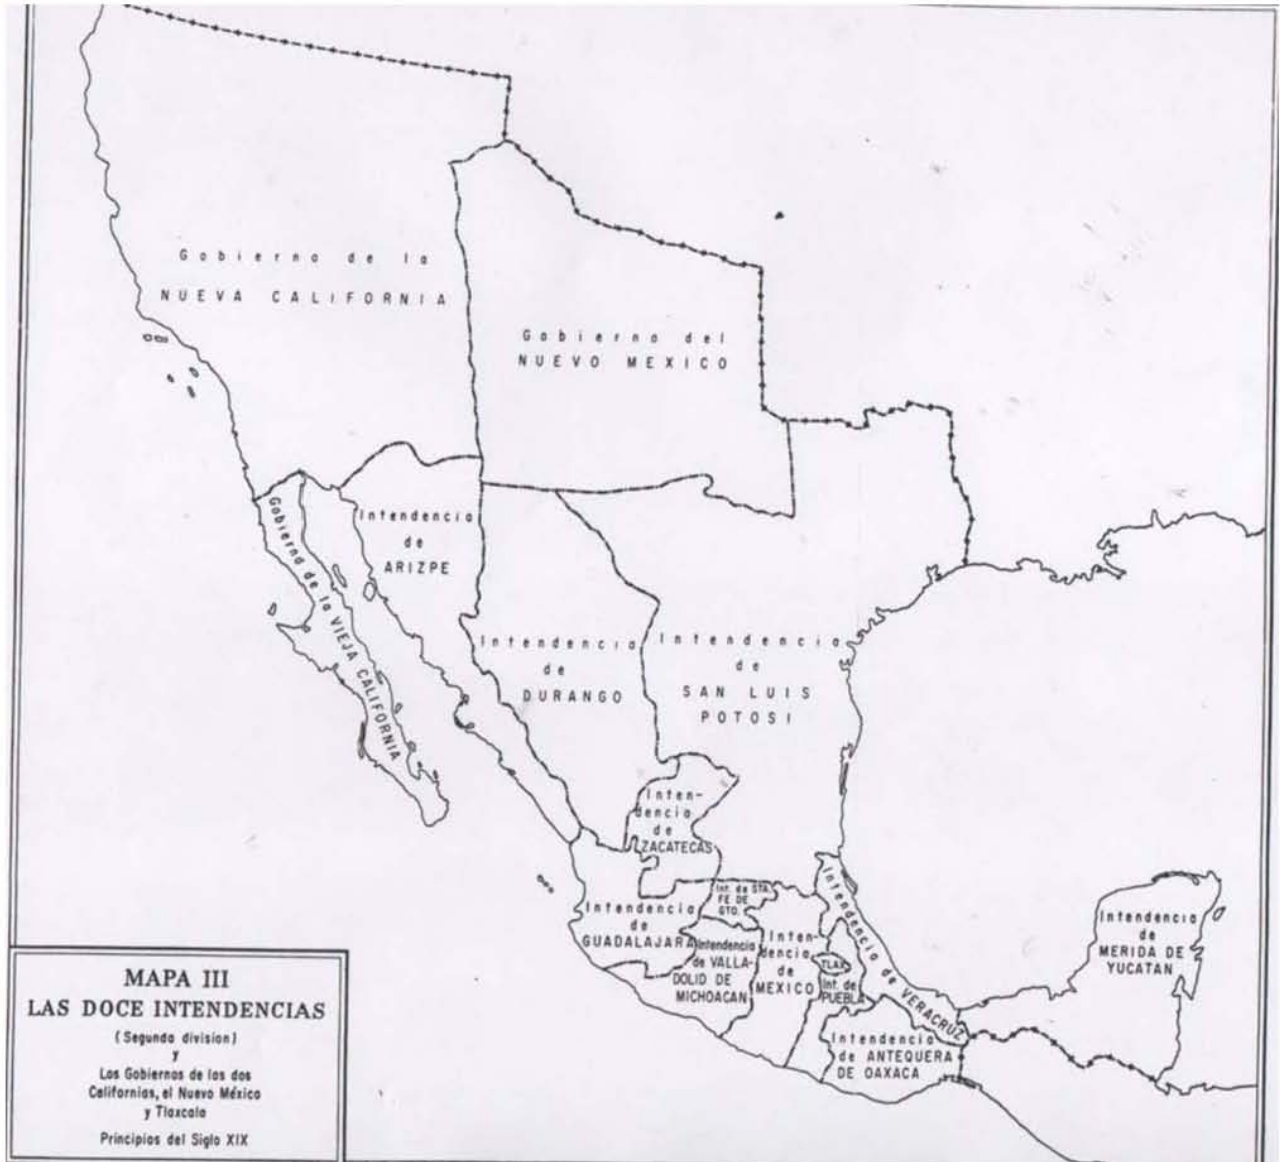 Gobierno de la
NUEVA CALIFORNIA
Gobierno del
NUEVO MEXICO
Intendencia
de
ARIZPE
Gobierno de la VIEJA CALIFORNIA
Intendencia
de
DURANGO
Intendencia
de
SAN LUIS
POTOSI
Inten-
dencia
de
ZACATECAS
Int. de STA.
FE DE
GTO.
Intendencia
de
GUADALAJARA
Intendencia
de VALLA-
DOLID DE
MICHOACAN
Inten-
dencia
de
MEXICO
TLAX.
Int. de
PUEBLA
Intendencia de VERACRUZ
Intendencia
de ANTEQUERA
DE OAXACA
Intendencia
de
MERIDA DE
YUCATAN
MAPA III
LAS DOCE INTENDENCIAS
(Segunda division)
y
Los Gobiernos de las dos
Californias, el Nuevo México
y Tlaxcala
Principios del Siglo XIX